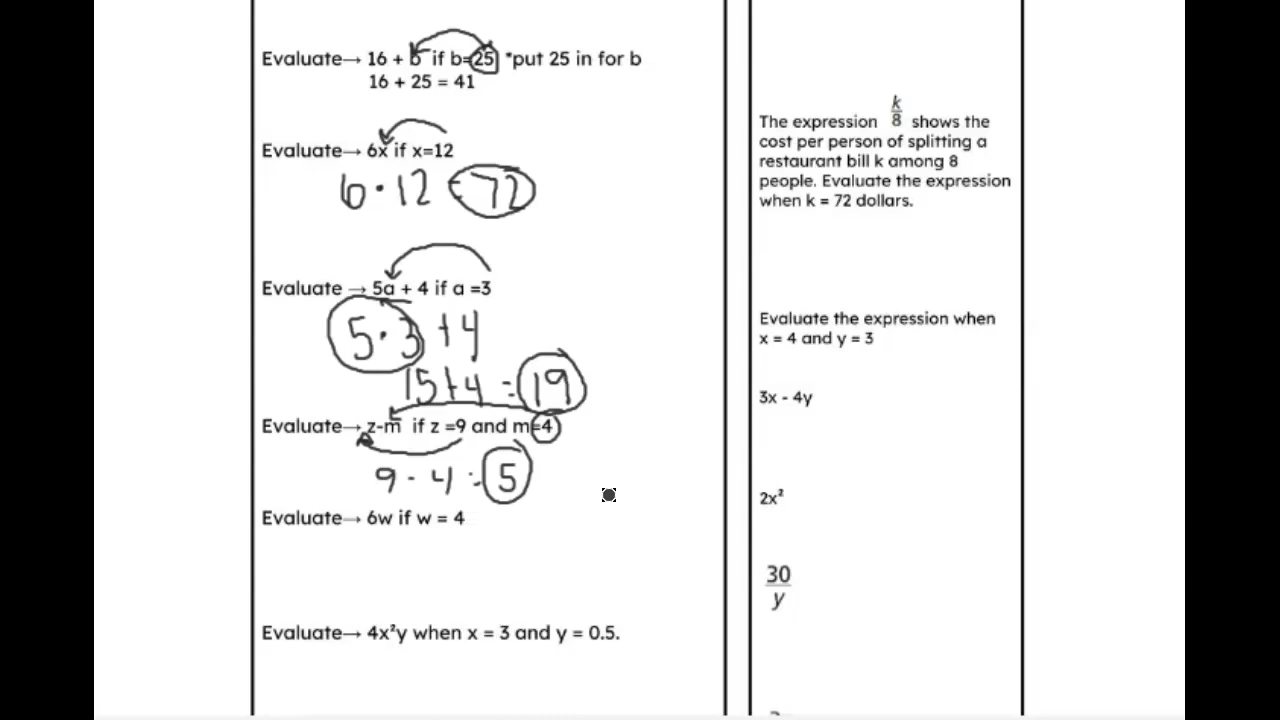 Evaluate→ 16 + b if b=25 *put 25 in for b
16 + 25 = 41
Evaluate→ 6x if x=12
6 · 12 = 72
Evaluate → 5a + 4 if a =3
5 · 3 + 4
15 + 4 = 19
Evaluate→ z-m if z =9 and m=4
9 - 4 = 5
Evaluate→ 6w if w = 4
Evaluate→ 4x²y when x = 3 and y = 0.5.
The expression k/8 shows the
cost per person of splitting a
restaurant bill k among 8
people. Evaluate the expression
when k = 72 dollars.
Evaluate the expression when
x = 4 and y = 3
3x - 4y
2x²
30
y